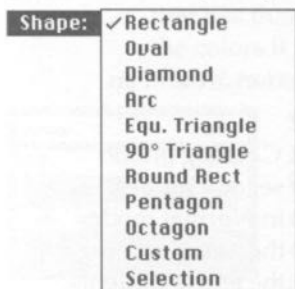 Shape: ✓Rectangle
Oval
Diamond
Arc
Equ. Triangle
90° Triangle
Round Rect
Pentagon
Octagon
Custom
Selection